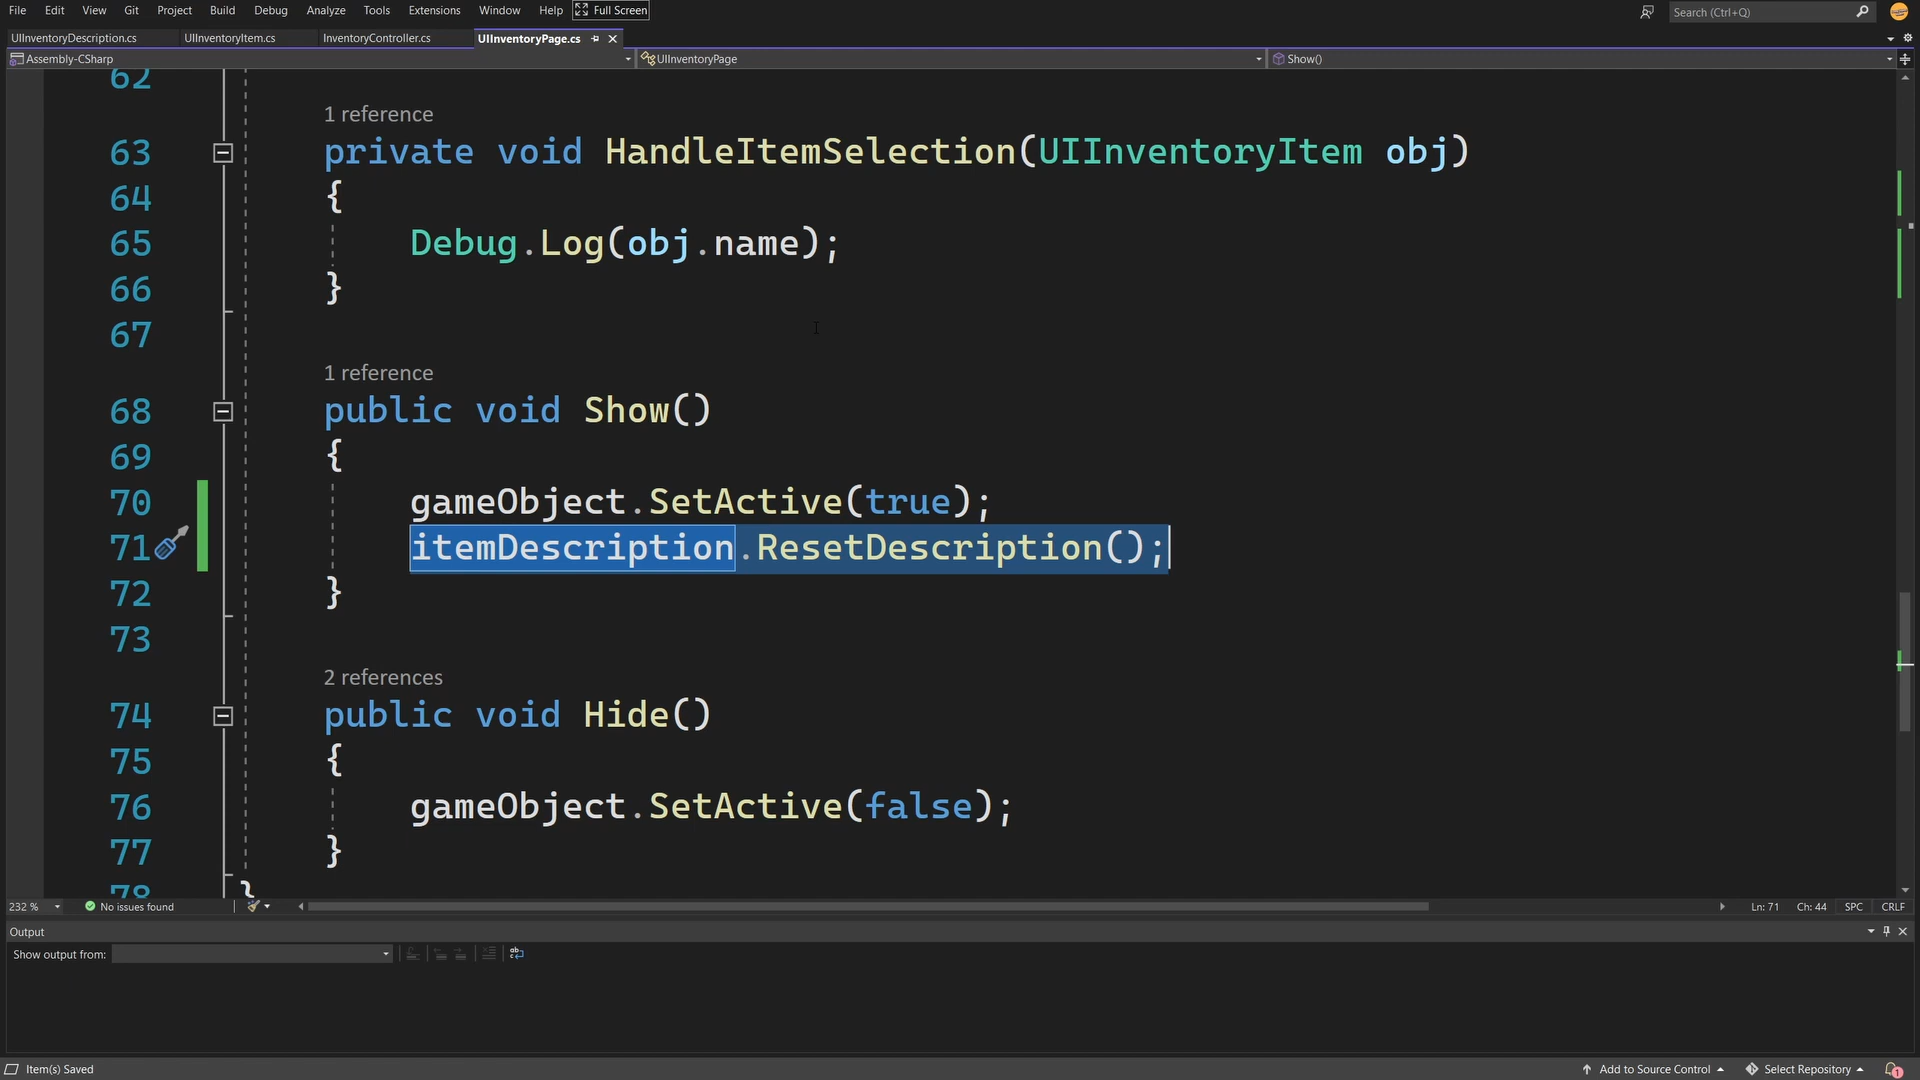 File Edit View Git Project Build Debug Analyze Tools Extensions Windows Help Full Screen Search (Ctrl+Q)
UIInventoryDescription.cs UIInventoryItem.cs InventoryController.cs UIInventoryPage.cs
Assembly-CSharp UIInventoryPage Show()
62
1 reference
63 private void HandleItemSelection(UIInventoryItem obj)
64 {
65 Debug.Log(obj.name);
66 }
67
1 reference
68 public void Show()
69 {
70 gameObject.SetActive(true);
71 itemDescription.ResetDescription();
72 }
73
2 references
74 public void Hide()
75 {
76 gameObject.SetActive(false);
77 }
78 }
232 % No issues found Ln: 71 Ch: 44 SPC CRLF
Output
Show output from:
Item(s) Saved Add to Source Control Select Repository 1